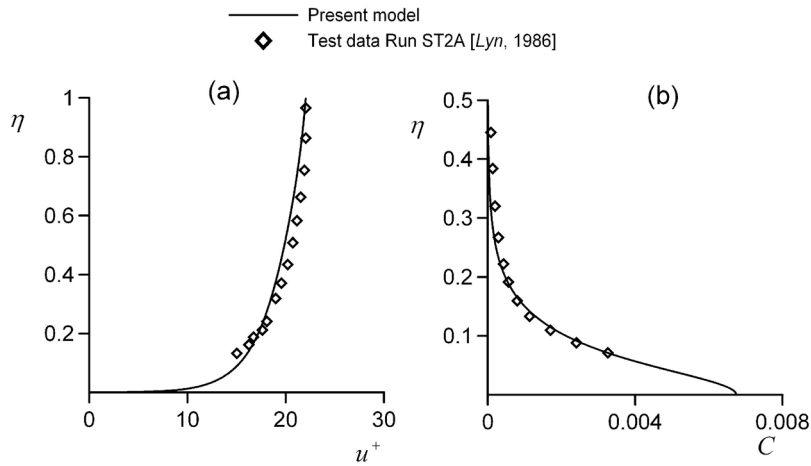 Present model
Test data Run ST2A [Lyn, 1986]
(a)
η
1
0.8
0.6
0.4
0.2
0
10
20
30
u+
(b)
η
0.5
0.4
0.3
0.2
0.1
0
0.004
0.008
C